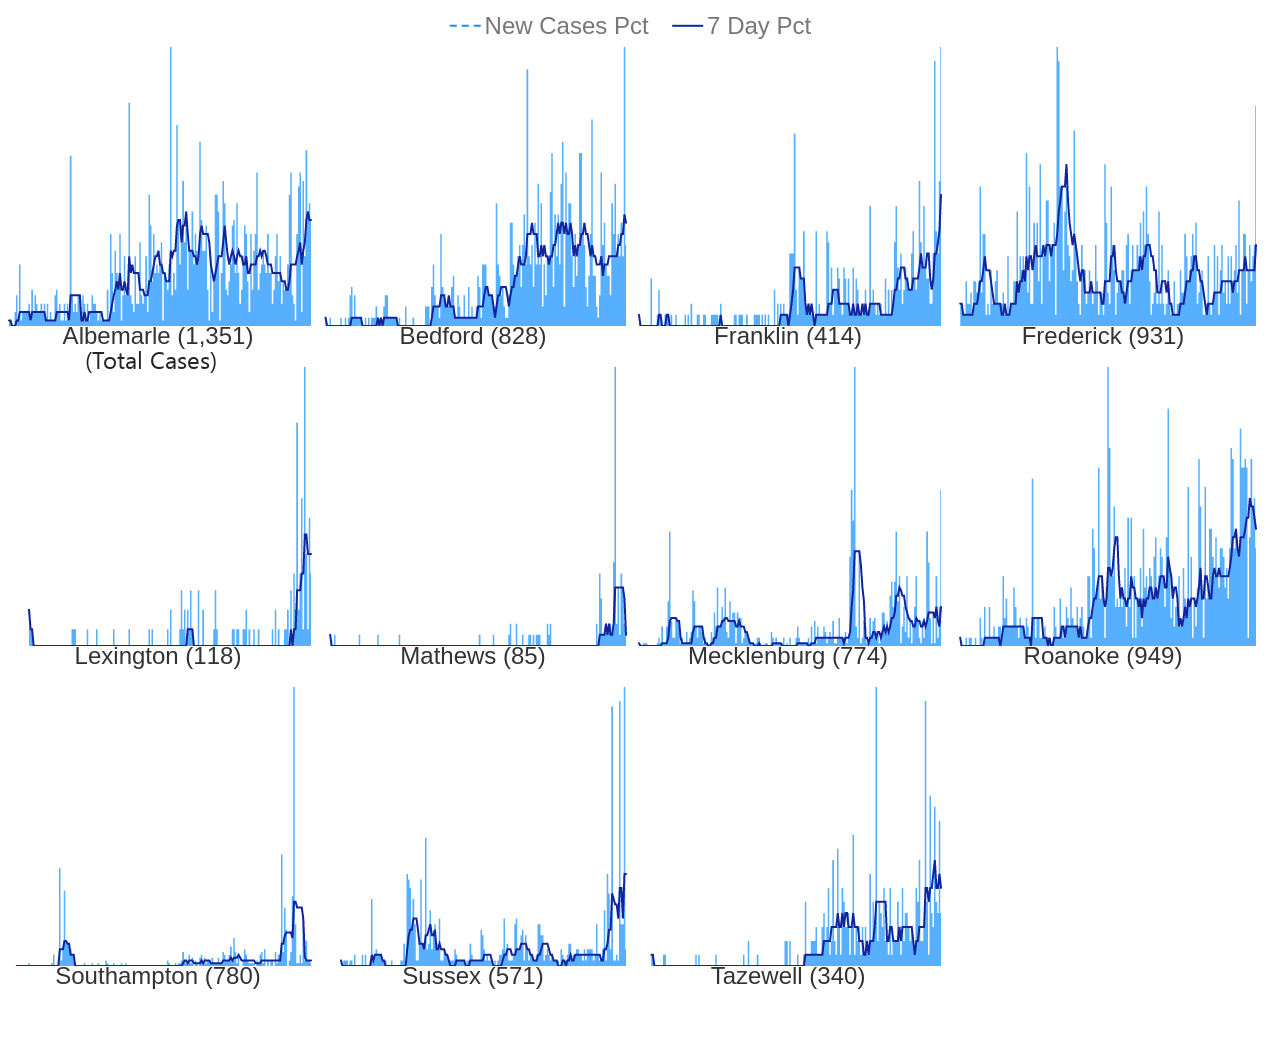 New Cases Pct 7 Day Pct
Albemarle (1,351) Bedford (828) Franklin (414) Frederick (931)
(Total Cases)
Lexington (118) Mathews (85) Mecklenburg (774) Roanoke (949)
Southampton (780) Sussex (571) Tazewell (340)